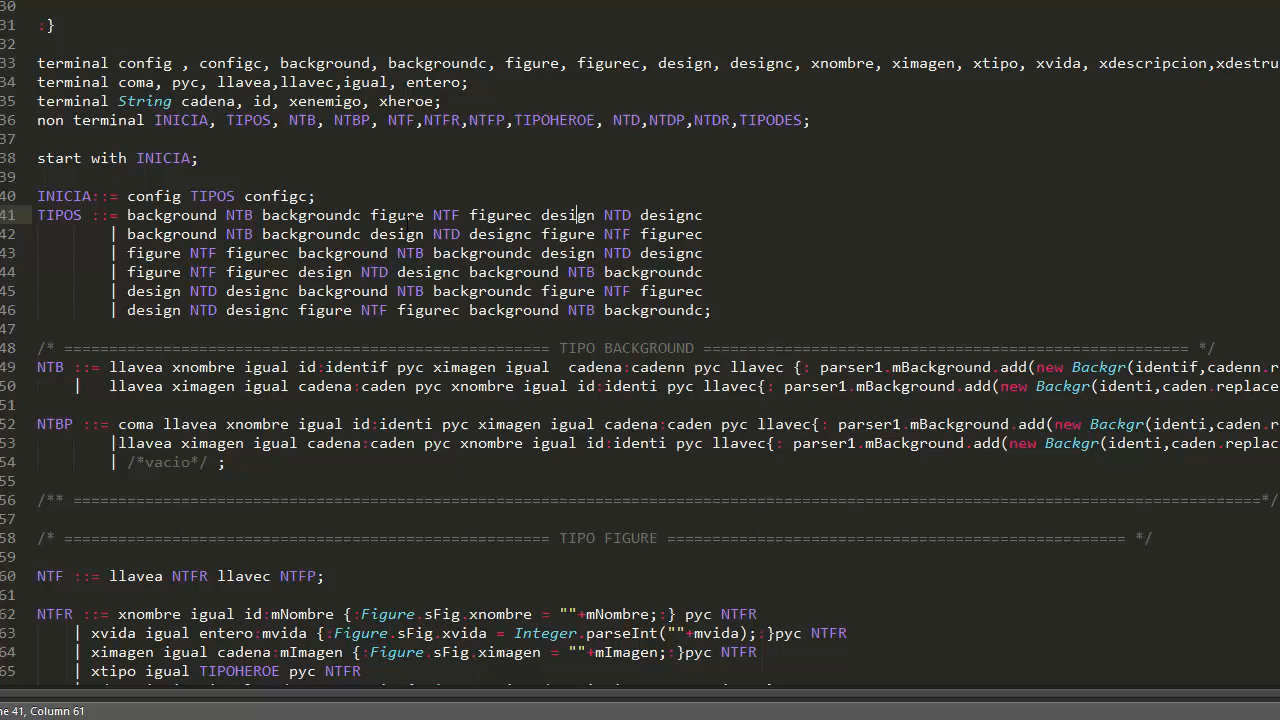 30
31 :}
32
33 terminal config , configc, background, backgroundc, figure, figurec, design, designc, xnombre, ximagen, xtipo, xvida, xdescripcion,xdestru
34 terminal coma, pyc, llavea,llavec,igual, entero;
35 terminal String cadena, id, xenemigo, xheroe;
36 non terminal INICIA, TIPOS, NTB, NTBP, NTF,NTFR,NTFP,TIPOHEROE, NTD,NTDP,NTDR,TIPODES;
37
38 start with INICIA;
39
40 INICIA::= config TIPOS configc;
41 TIPOS ::= background NTB backgroundc figure NTF figurec design NTD designc
42 | background NTB backgroundc design NTD designc figure NTF figurec
43 | figure NTF figurec background NTB backgroundc design NTD designc
44 | figure NTF figurec design NTD designc background NTB backgroundc
45 | design NTD designc background NTB backgroundc figure NTF figurec
46 | design NTD designc figure NTF figurec background NTB backgroundc;
47
48 /* ====================================================== TIPO BACKGROUND ====================================================== */
49 NTB ::= llavea xnombre igual id:identif pyc ximagen igual  cadena:cadenn pyc llavec {: parser1.mBackground.add(new Backgr(identif,cadenn.r
50 |   llavea ximagen igual cadena:caden pyc xnombre igual id:identi pyc llavec{: parser1.mBackground.add(new Backgr(identi,caden.replace
51
52 NTBP ::= coma llavea xnombre igual id:identi pyc ximagen igual cadena:caden pyc llavec{: parser1.mBackground.add(new Backgr(identi,caden.r
53 |llavea ximagen igual cadena:caden pyc xnombre igual id:identi pyc llavec{: parser1.mBackground.add(new Backgr(identi,caden.replace
54 | /*vacio*/ ;
55
56 /** ====================================================================================================================================*/
57
58 /* ====================================================== TIPO FIGURE =================================================== */
59
60 NTF ::= llavea NTFR llavec NTFP;
61
62 NTFR ::= xnombre igual id:mNombre {:Figure.sFig.xnombre = ""+mNombre;:} pyc NTFR
63 | xvida igual entero:mvida {:Figure.sFig.xvida = Integer.parseInt(""+mvida);:}pyc NTFR
64 | ximagen igual cadena:mImagen {:Figure.sFig.ximagen = ""+mImagen;:}pyc NTFR
65 | xtipo igual TIPOHEROE pyc NTFR
ne 41, Column 61